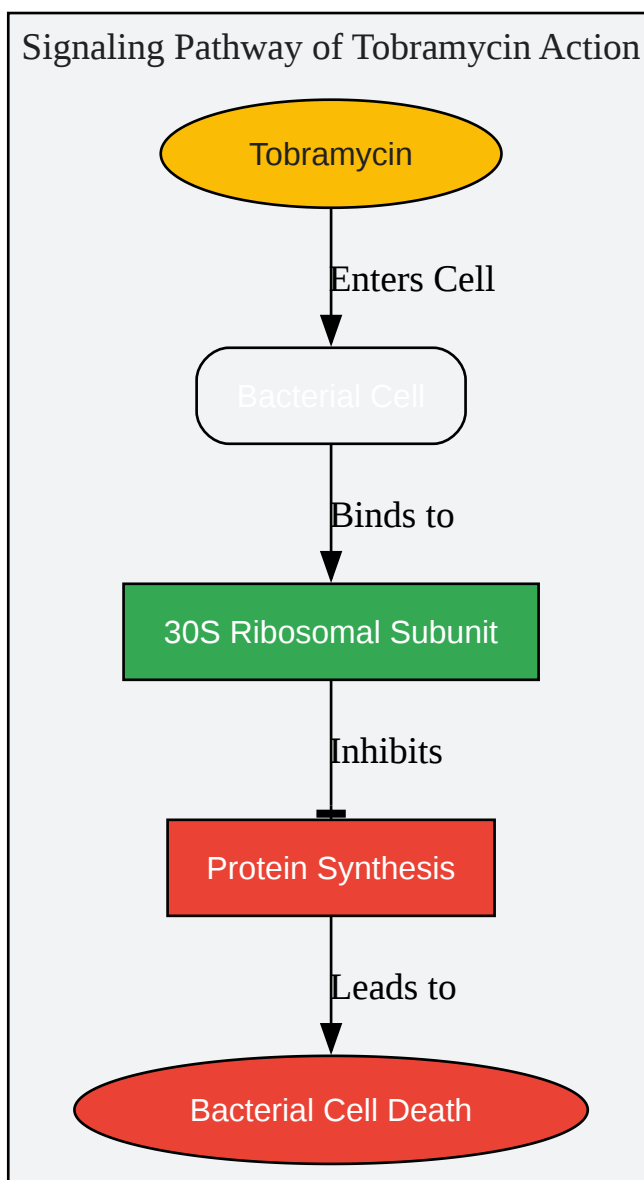 Signaling Pathway of Tobramycin Action
Tobramycin
Enters Cell
Bacterial Cell
Binds to
30S Ribosomal Subunit
Inhibits
Protein Synthesis
Leads to
Bacterial Cell Death